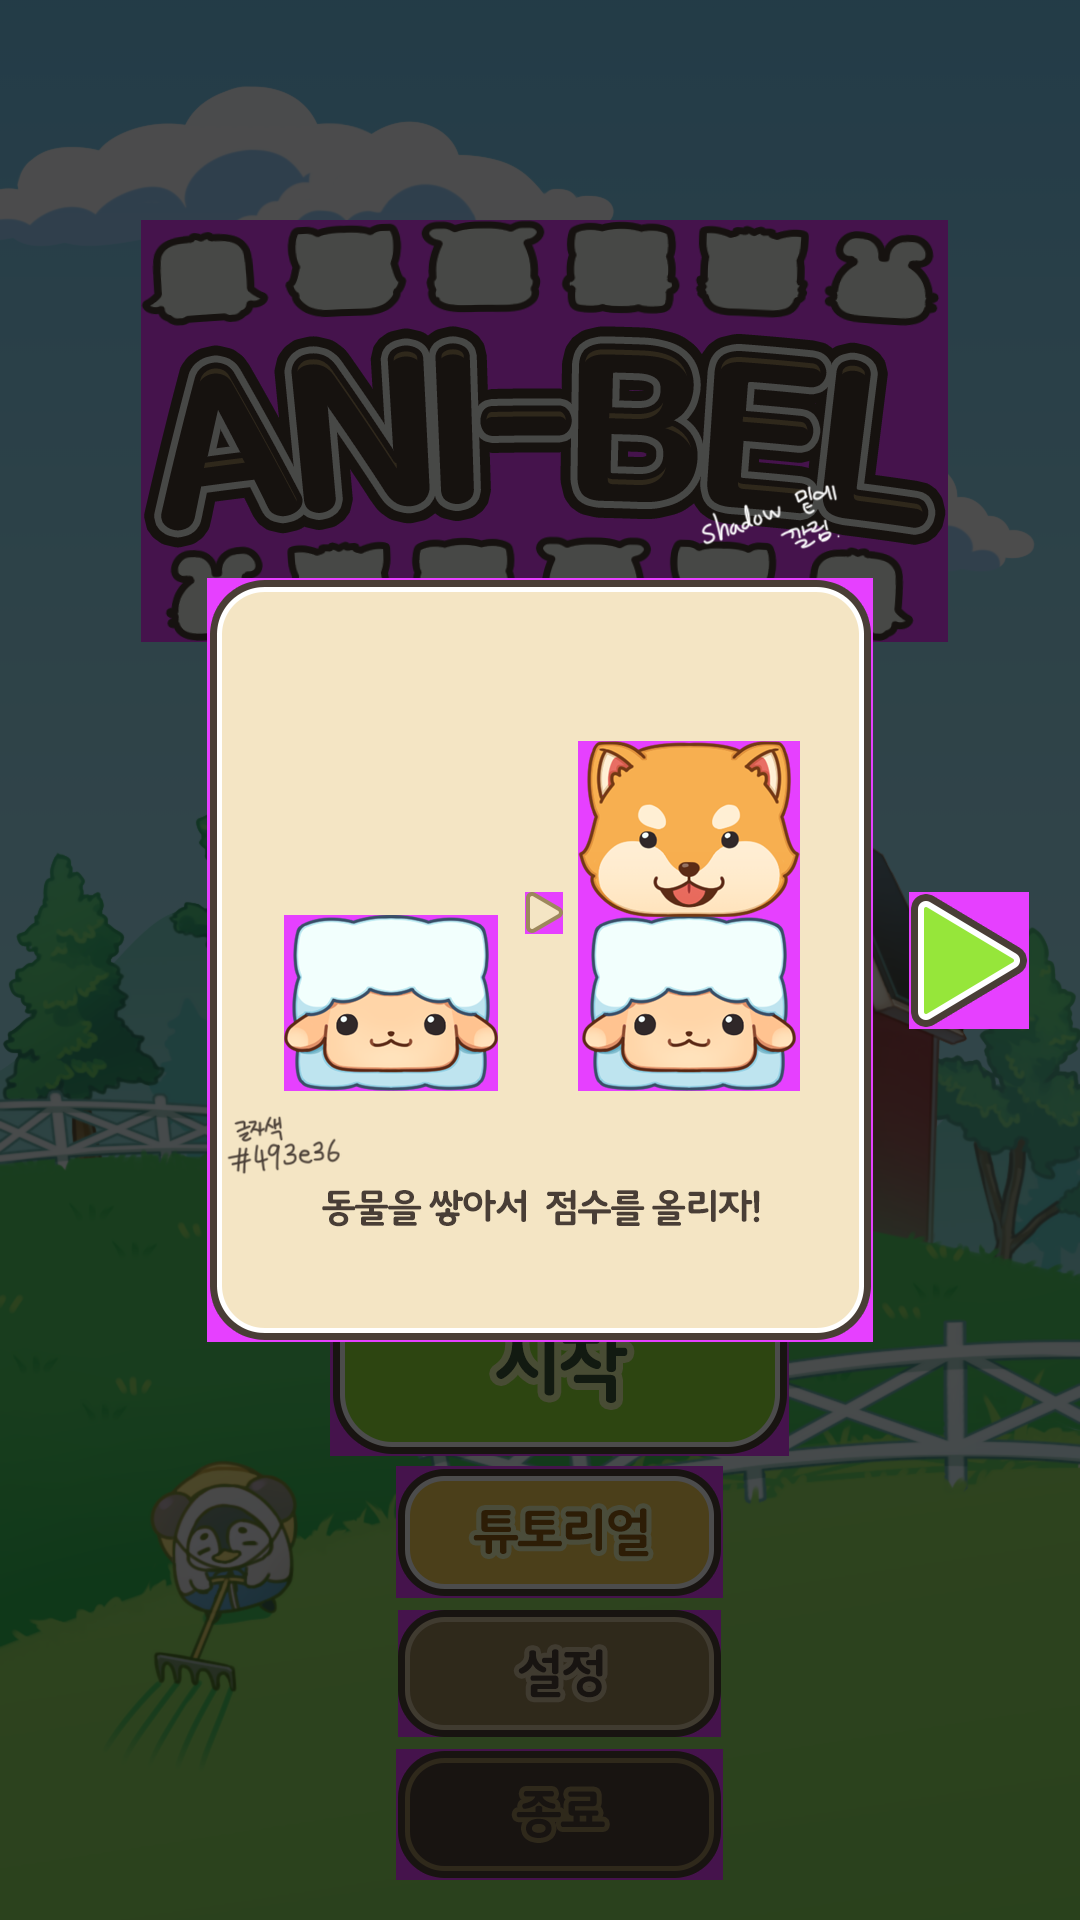 ANI-BEL
shadow 밑에
깔림.
글자색
#493e36
동물을 쌓아서 점수를 올리자!
시작
튜토리얼
설정
종료